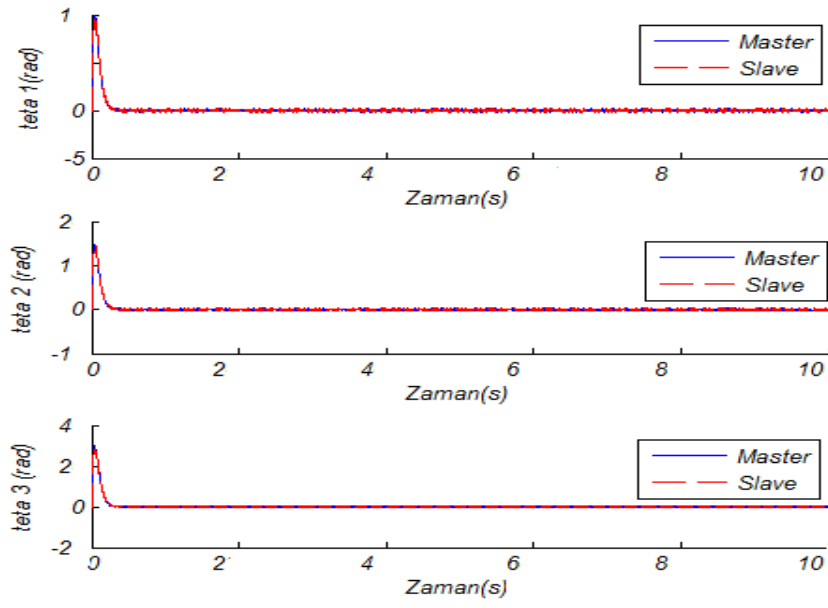 1
teta 1(rad)
0
-5
0 2 4 6 8 10
Zaman(s)
Master
Slave
2
1
teta 2 (rad)
0
-1
0 2 4 6 8 10
Zaman(s)
Master
Slave
4
2
teta 3 (rad)
0
-2
0 2 4 6 8 10
Zaman(s)
Master
Slave